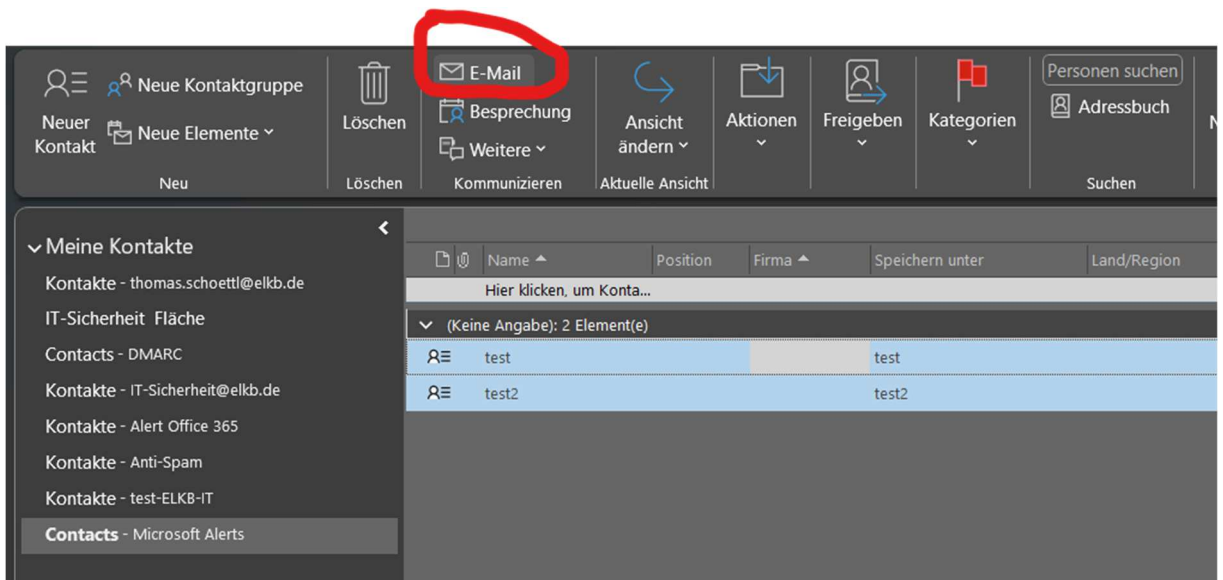 Neuer Kontakt
Neue Kontaktgruppe
Neue Elemente
Neu
Löschen
Löschen
E-Mail
Besprechung
Weitere
Kommunizieren
Ansicht ändern
Aktuelle Ansicht
Aktionen
Freigeben
Kategorien
Personen suchen
Adressbuch
Suchen
N
Meine Kontakte
Kontakte - thomas.schoettl@elkb.de
IT-Sicherheit Fläche
Contacts - DMARC
Kontakte - IT-Sicherheit@elkb.de
Kontakte - Alert Office 365
Kontakte - Anti-Spam
Kontakte - test-ELKB-IT
Contacts - Microsoft Alerts
Name Position Firma Speichern unter Land/Region
Hier klicken, um Konta...
(Keine Angabe): 2 Element(e)
test test
test2 test2